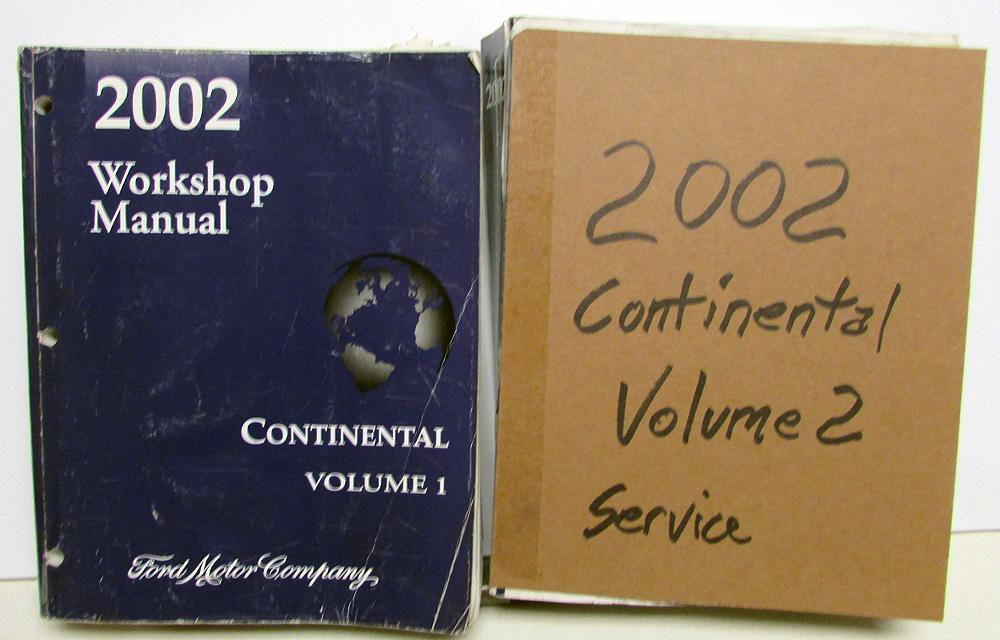 2002
Workshop
Manual
CONTINENTAL
VOLUME 1
Ford Motor Company
2002
Continental
Volume 2
Service